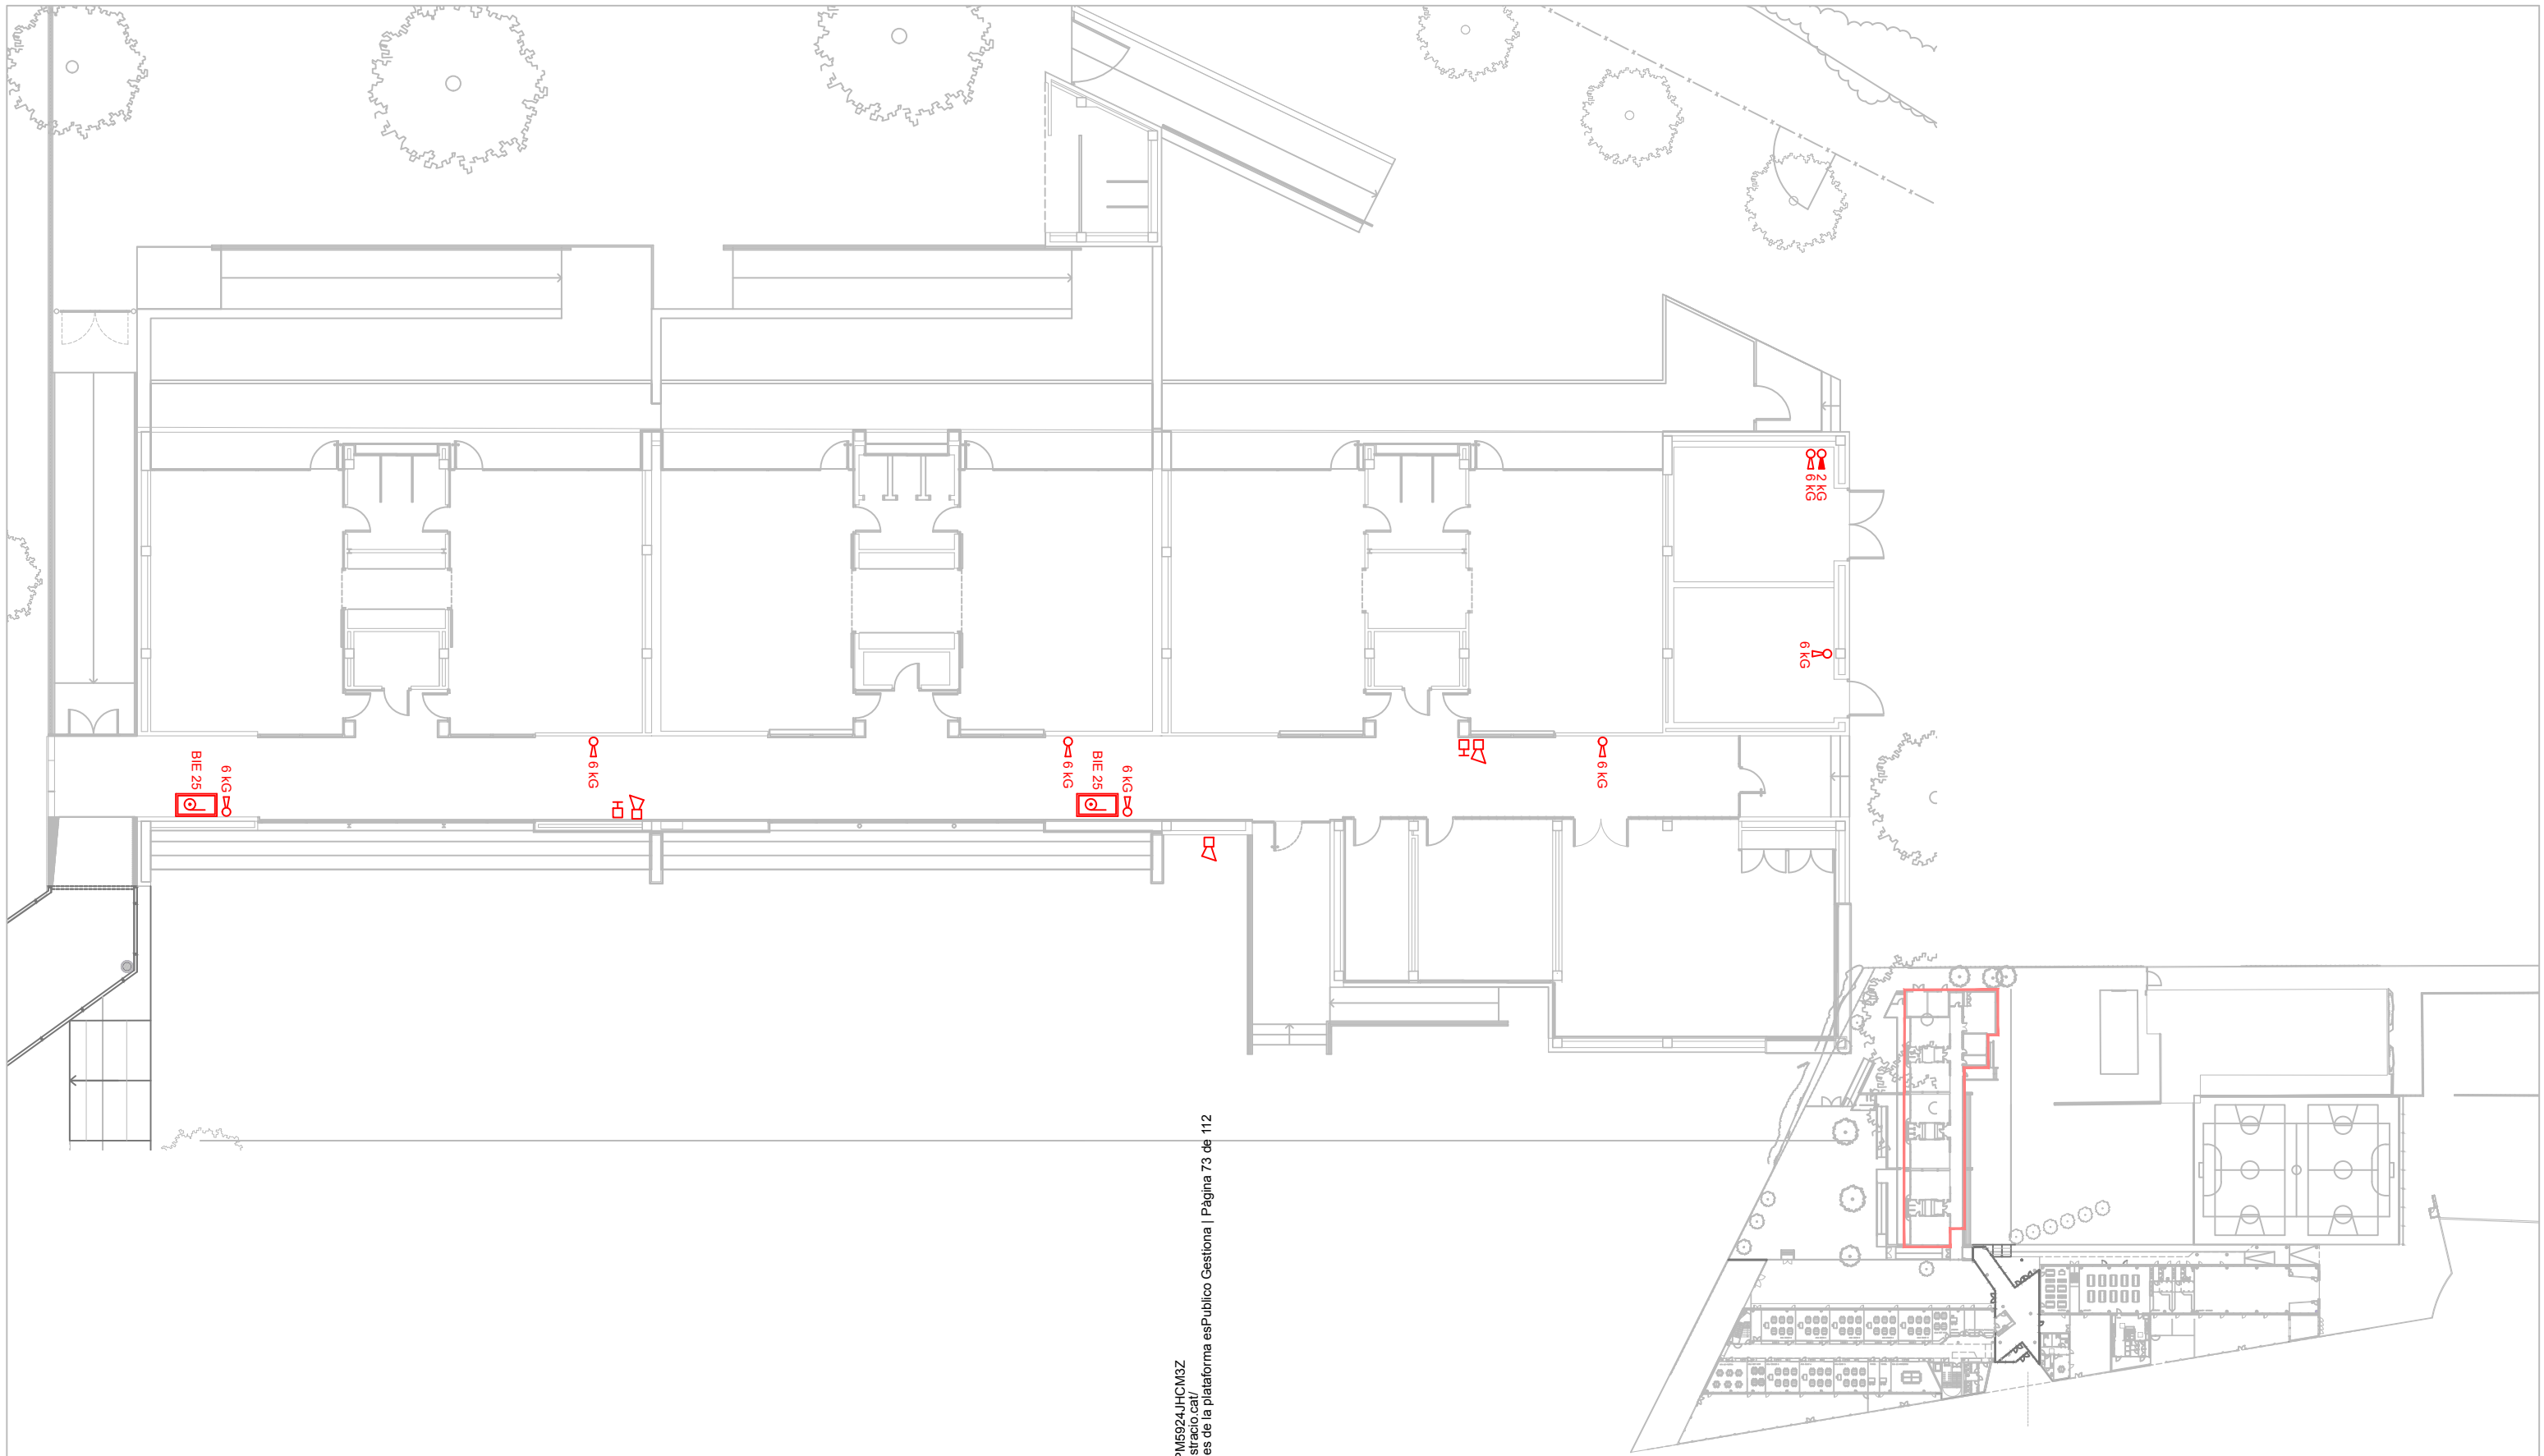 2 kG
6 kG
6 kG
BIE 25
6 kG
6 kG
6 kG
BIE 25
6 kG
6 kG
PM5924JHCM3Z
stracio.cat/
es de la plataforma esPublico Gestiona | Pàgina 73 de 112